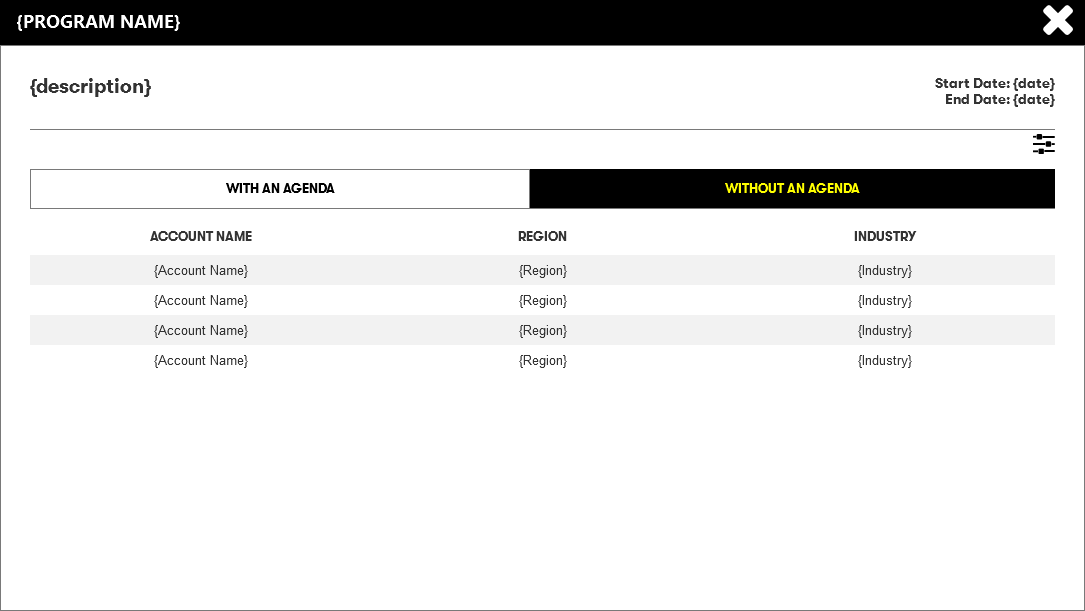 {PROGRAM NAME}
{description}
Start Date: {date}
End Date: {date}
WITH AN AGENDA WITHOUT AN AGENDA
ACCOUNT NAME REGION INDUSTRY
{Account Name} {Region} {Industry}
{Account Name} {Region} {Industry}
{Account Name} {Region} {Industry}
{Account Name} {Region} {Industry}